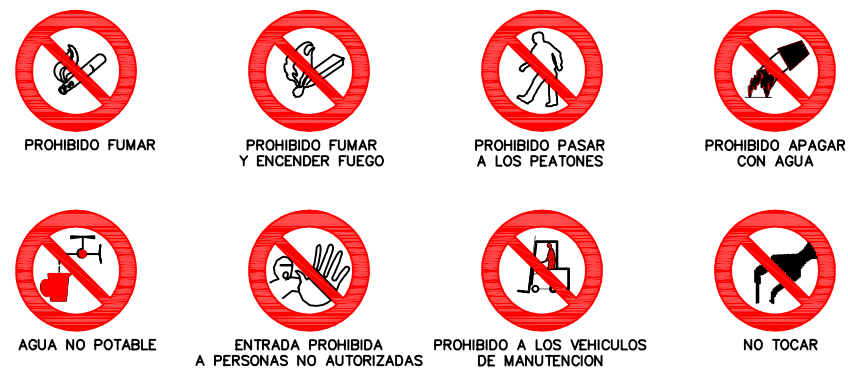 PROHIBIDO FUMAR
PROHIBIDO FUMAR
Y ENCENDER FUEGO
PROHIBIDO PASAR
A LOS PEATONES
PROHIBIDO APAGAR
CON AGUA
AGUA NO POTABLE
ENTRADA PROHIBIDA
A PERSONAS NO AUTORIZADAS
PROHIBIDO A LOS VEHICULOS
DE MANUTENCION
NO TOCAR